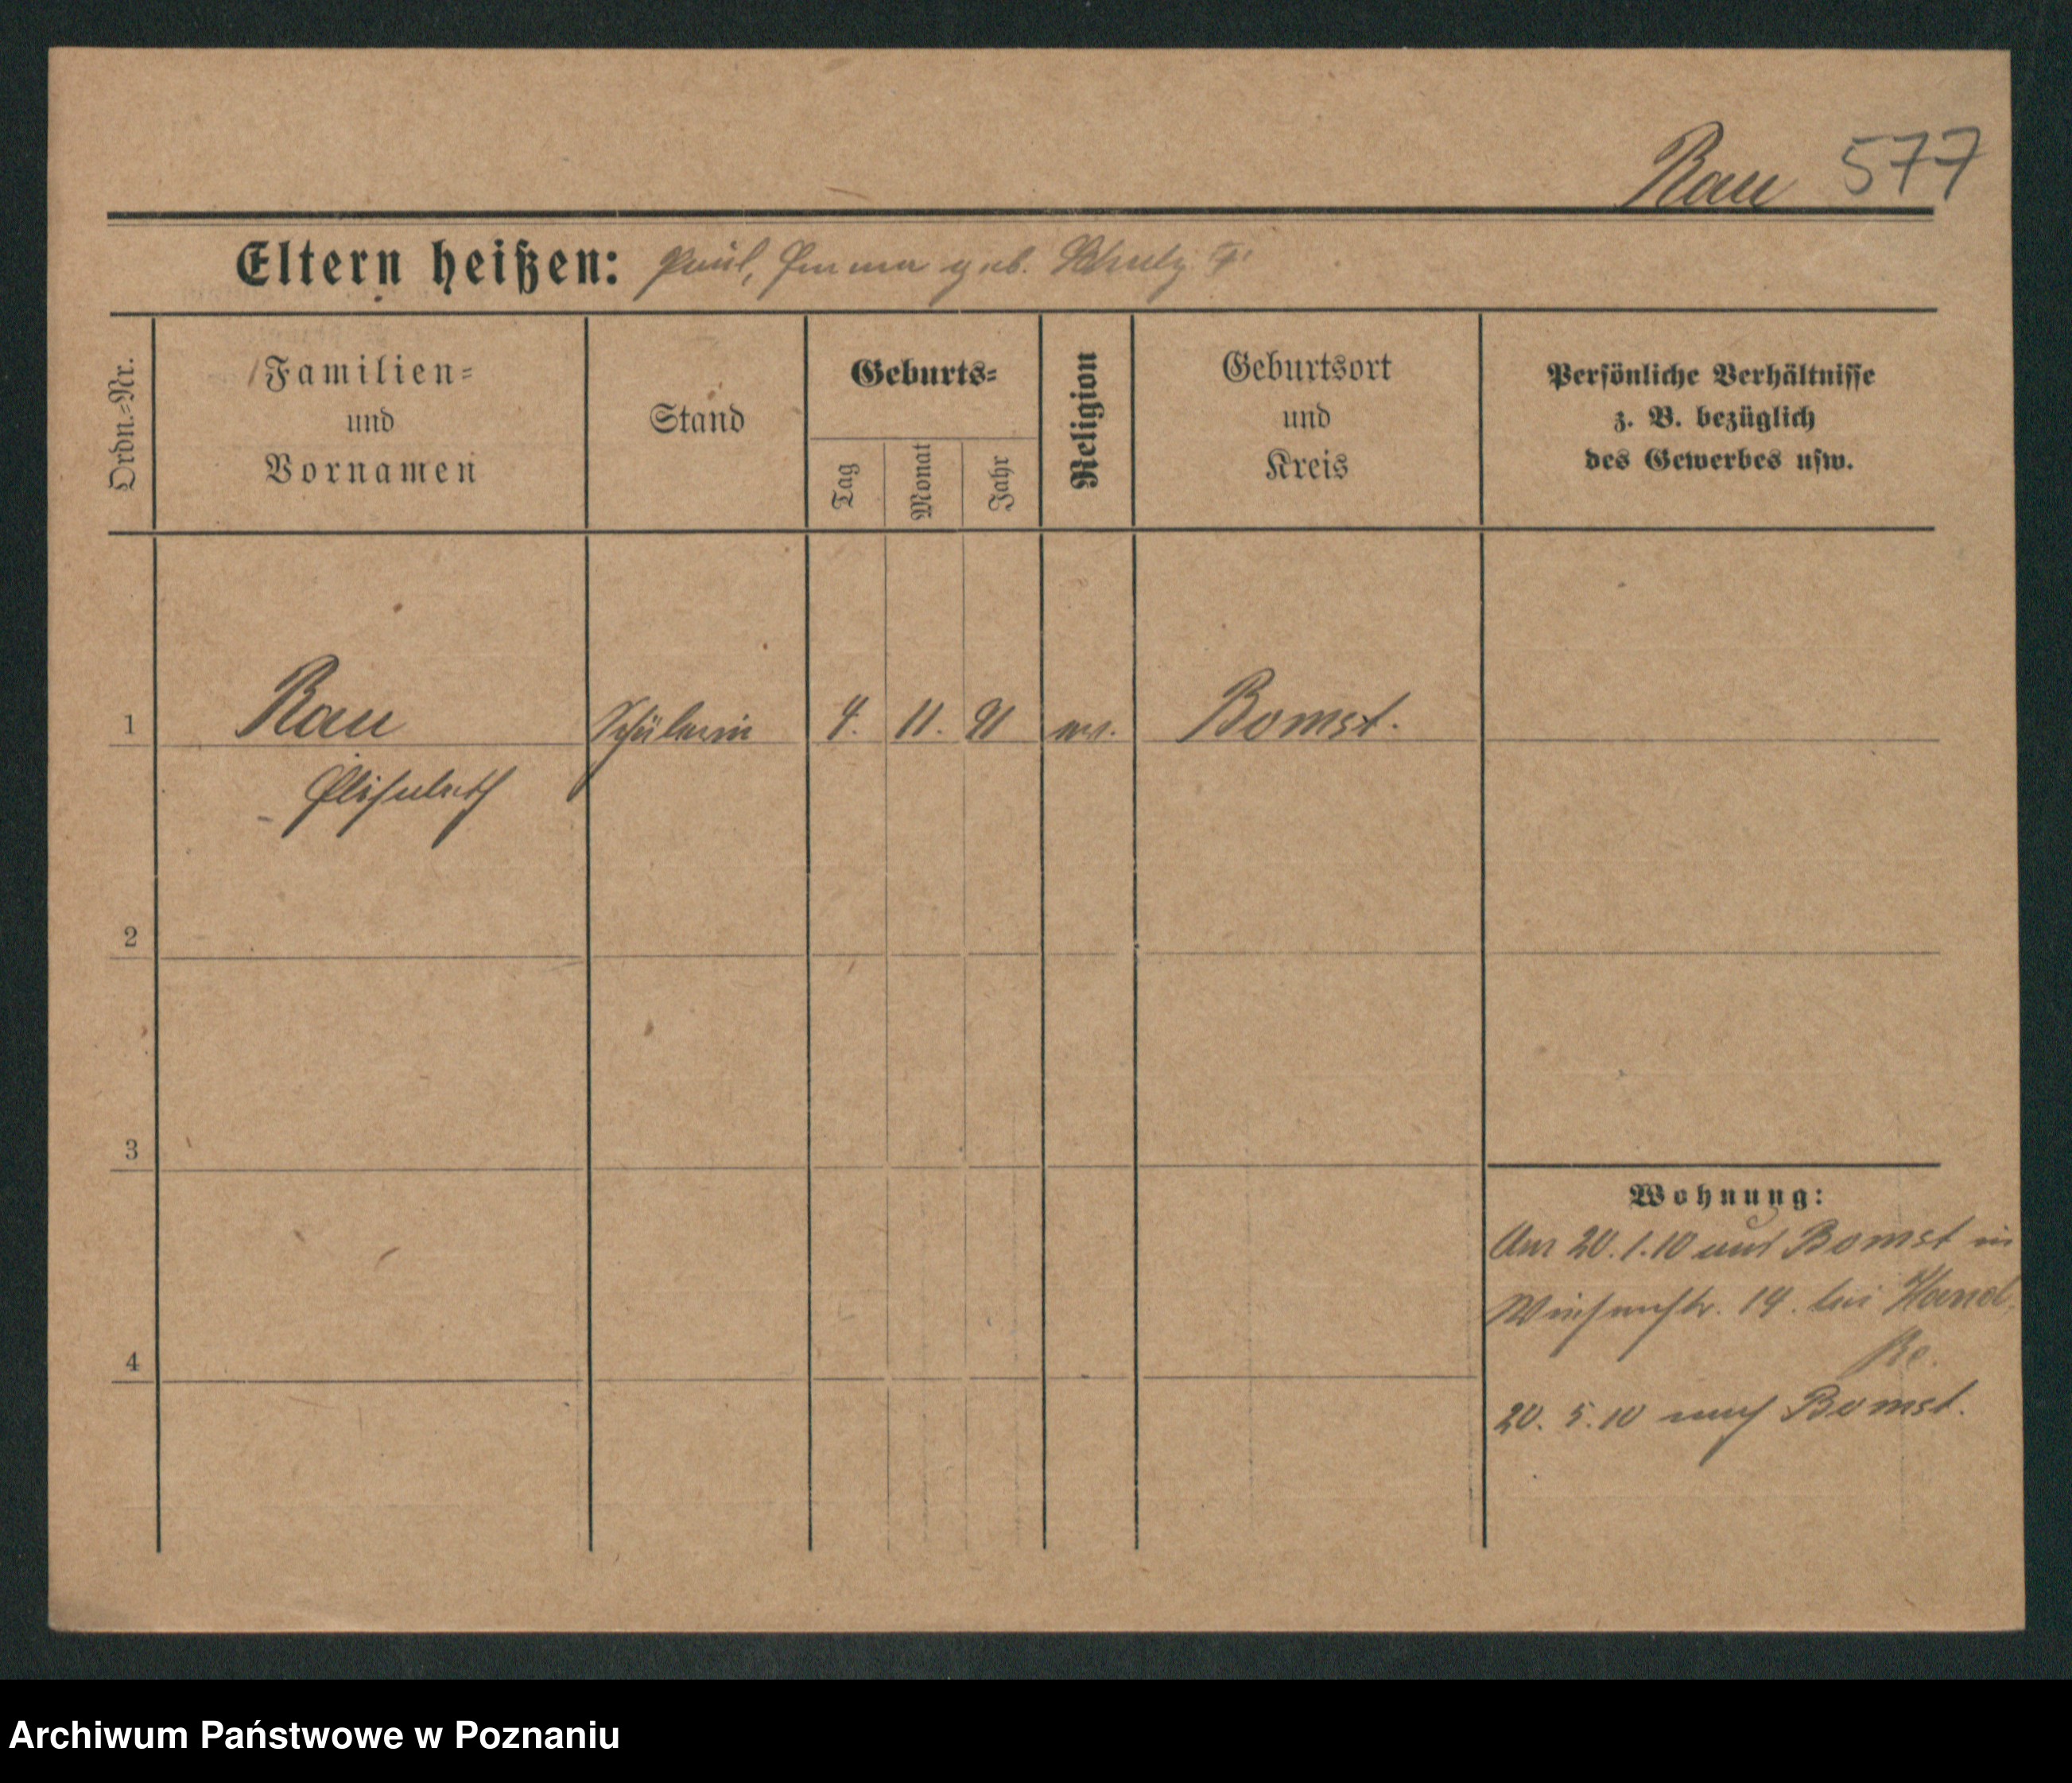 Rau 577
Eltern heißen: Paul, Emma geb. Schulz
Ordn.=Nr.
Familien=
und
Vornamen
Stand
Geburts=
Tag
Monat
Jahr
Religion
Geburtsort
und
Kreis
Persönliche Verhältnisse
z. B. bezüglich
des Gewerbes usw.
1 Rau Schülerin 4. 11. 91 ev. Bomst.
Elisabeth
2
3
4
Wohnung:
Am 20.1.10 aus Bomst in
14. bei
20. 5. 10 nach Bomst.
Archiwum Państwowe w Poznaniu